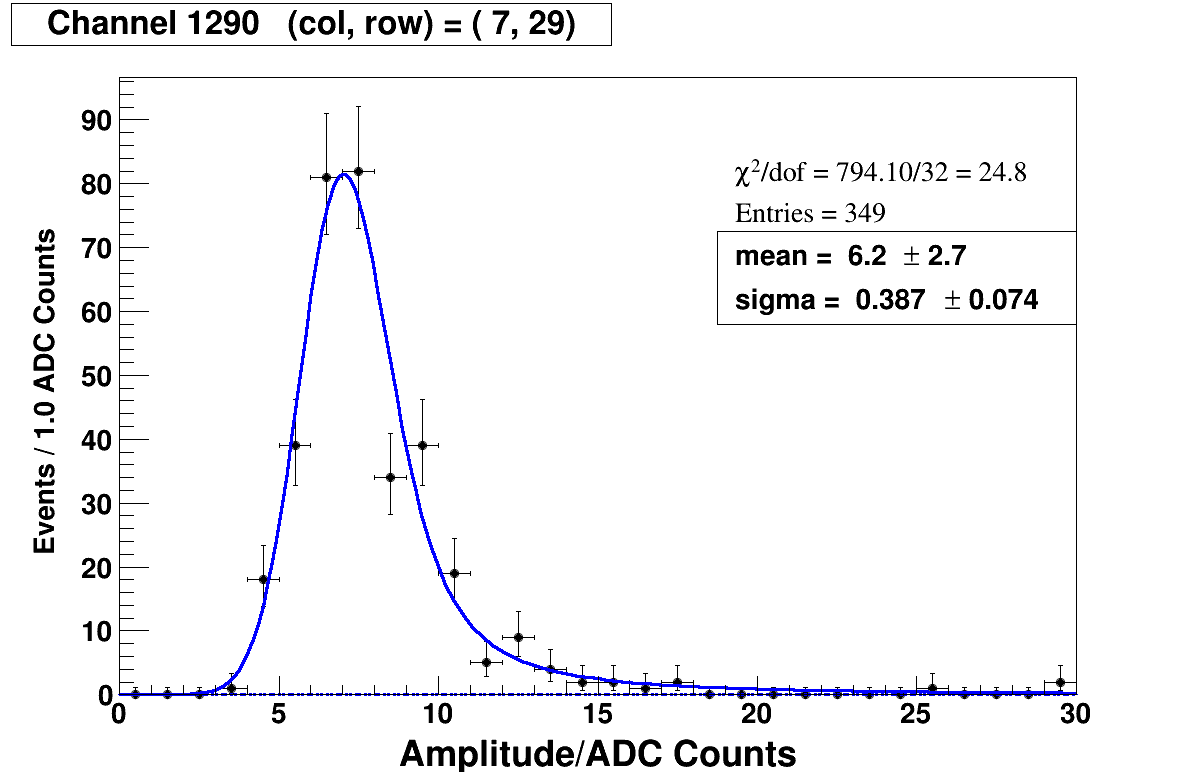 Channel 1290 (col, row) = ( 7, 29)
90
80
70
60
50
40
30
20
10
0
Events / 1.0 ADC Counts
χ²/dof = 794.10/32 = 24.8
Entries = 349
mean = 6.2 ± 2.7
sigma = 0.387 ± 0.074
0 5 10 15 20 25 30
Amplitude/ADC Counts